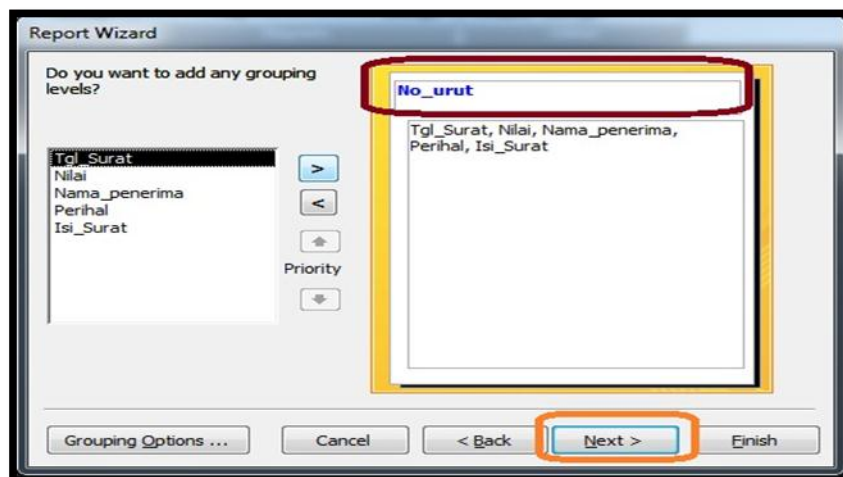 Report Wizard
Do you want to add any grouping
levels?
Tgl_Surat
Nilai
Nama_penerima
Perihal
Isi_Surat
>
<
Priority
No_urut
Tgl_Surat, Nilai, Nama_penerima,
Perihal, Isi_Surat
Grouping Options ...
Cancel
< Back
Next >
Finish